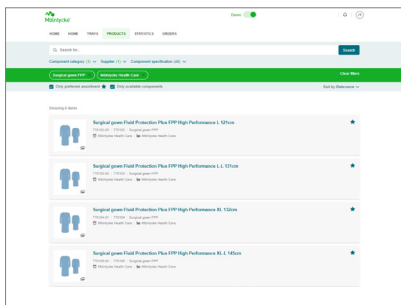 Mölnlycke
Demo
HOME HOME TRAYS PRODUCTS STATISTICS ORDERS
Search for...
Search
Component category (1) Supplier (1) Component specification (48)
Surgical gown FPP Mölnlycke Health Care
Clear filters
Only preferred assortment Only available components
Sort by Relevance
Showing 6 items
Surgical gown Fluid Protection Plus FPP High Performance L 121cm
Surgical gown FPP
Mölnlycke Health Care Mölnlycke Health Care
Surgical gown Fluid Protection Plus FPP High Performance L-L 131cm
Surgical gown FPP
Mölnlycke Health Care Mölnlycke Health Care
Surgical gown Fluid Protection Plus FPP High Performance XL 132cm
Surgical gown FPP
Mölnlycke Health Care Mölnlycke Health Care
Surgical gown Fluid Protection Plus FPP High Performance XL-L 145cm
Surgical gown FPP
Mölnlycke Health Care Mölnlycke Health Care